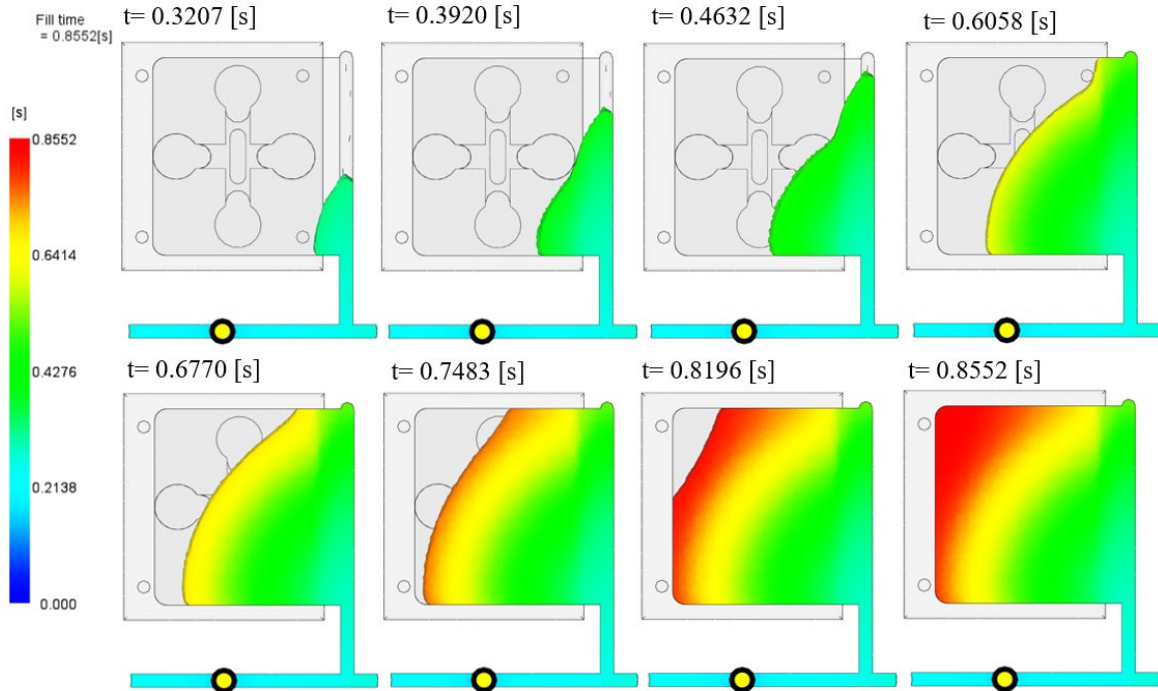 Fill time
= 0.8552[s]
t= 0.3207 [s]
t= 0.3920 [s]
t= 0.4632 [s]
t= 0.6058 [s]
[s]
0.8552
0.6414
0.4276
0.2138
0.000
t= 0.6770 [s]
t= 0.7483 [s]
t= 0.8196 [s]
t= 0.8552 [s]